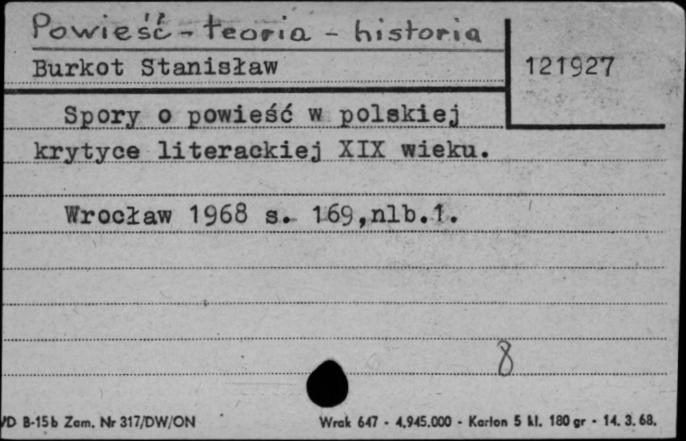 Powieść - teoria - historia
Burkot Stanisław
121927
Spory o powieść w polskiej
krytyce literackiej XIX wieku.
Wrocław 1968 s. 169,nlb.1.
8
B-15b Zam. Nr 317/DW/ON
Wrak 647 - 4.945.000 - Karton 5 kl. 180 gr - 14. 3. 68.